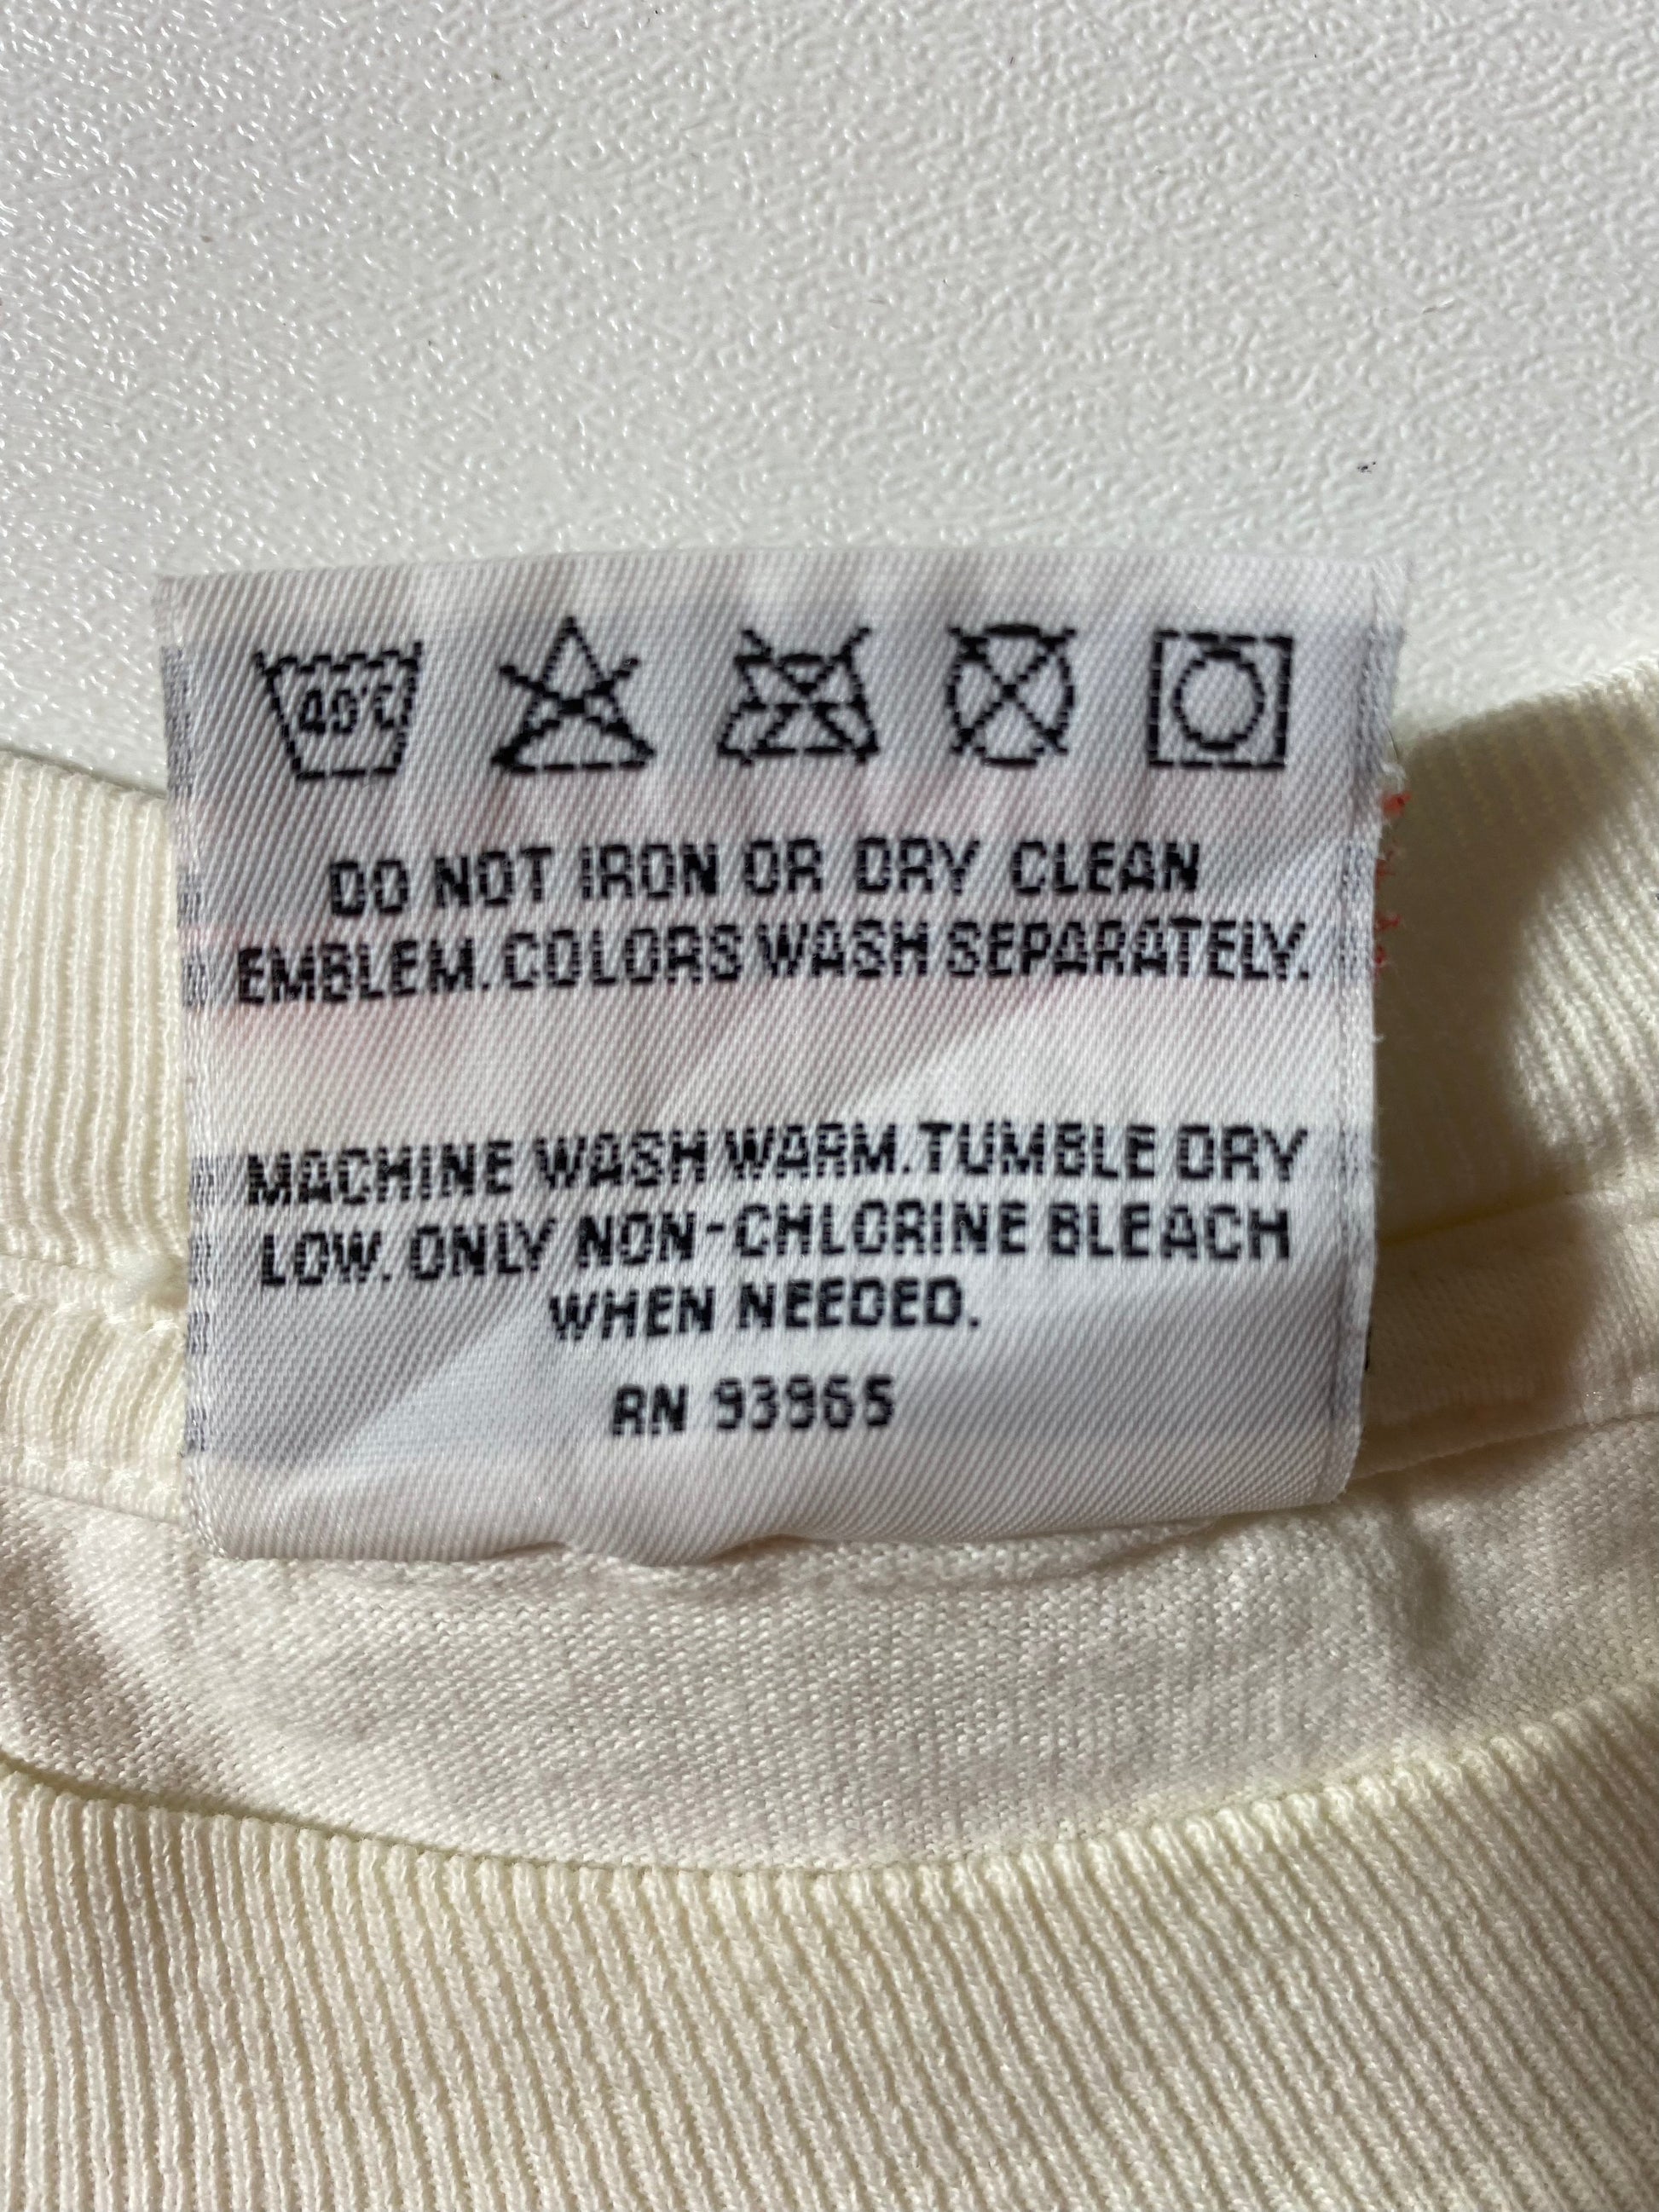 40°C
DO NOT IRON OR DRY CLEAN
EMBLEM. COLORS WASH SEPARATELY.
MACHINE WASH WARM. TUMBLE DRY
LOW. ONLY NON-CHLORINE BLEACH
WHEN NEEDED.
RN 93965